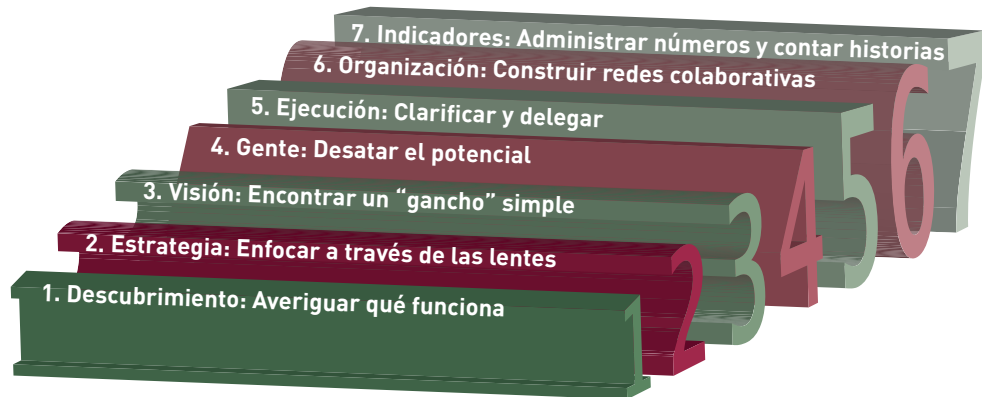 7. Indicadores: Administrar números y contar historias
6. Organización: Construir redes colaborativas
5. Ejecución: Clarificar y delegar
4. Gente: Desatar el potencial
3. Visión: Encontrar un “gancho” simple
2. Estrategia: Enfocar a través de las lentes
1. Descubrimiento: Averiguar qué funciona